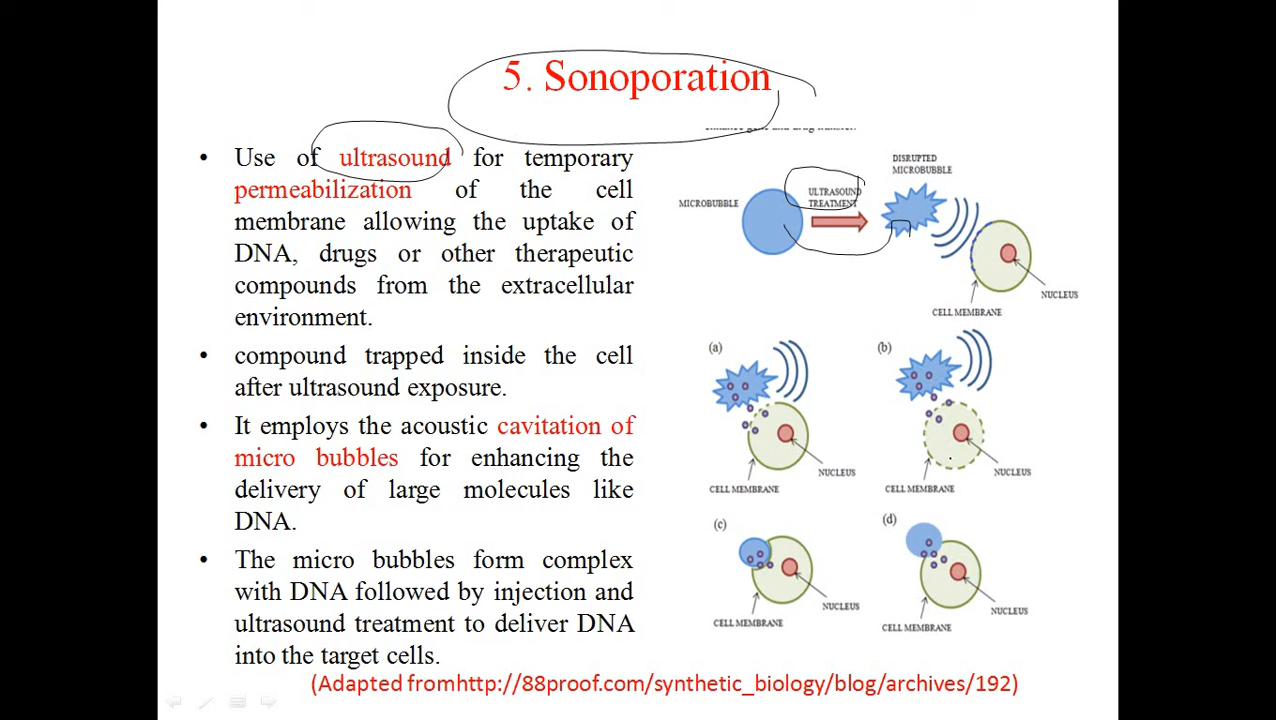 5. Sonoporation
• Use of ultrasound for temporary
permeabilization of the cell
membrane allowing the uptake of
DNA, drugs or other therapeutic
compounds from the extracellular
environment.
• compound trapped inside the cell
after ultrasound exposure.
• It employs the acoustic cavitation of
micro bubbles for enhancing the
delivery of large molecules like
DNA.
• The micro bubbles form complex
with DNA followed by injection and
ultrasound treatment to deliver DNA
into the target cells.
MICROBUBBLE
ULTRASOUND
TREATMENT
DISRUPTED
MICROBUBBLE
NUCLEUS
CELL MEMBRANE
(a)
NUCLEUS
CELL MEMBRANE
(b)
NUCLEUS
CELL MEMBRANE
(c)
NUCLEUS
CELL MEMBRANE
(d)
NUCLEUS
CELL MEMBRANE
(Adapted fromhttp://88proof.com/synthetic_biology/blog/archives/192)